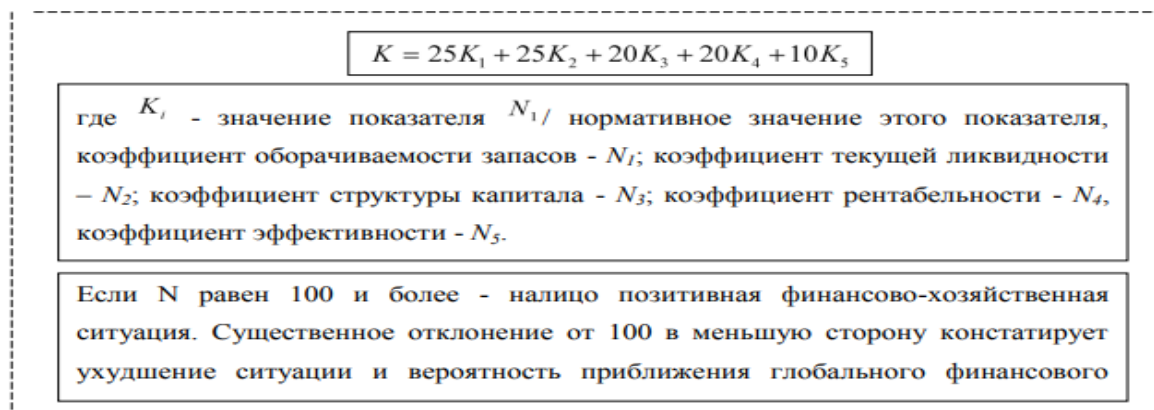 K = 25K₁ + 25K₂ + 20K₃ + 20K₄ + 10K₅
где Kᵢ - значение показателя N₁/ нормативное значение этого показателя,
коэффициент оборачиваемости запасов - N₁; коэффициент текущей ликвидности
– N₂; коэффициент структуры капитала - N₃; коэффициент рентабельности - N₄,
коэффициент эффективности - N₅.
Если N равен 100 и более - налицо позитивная финансово-хозяйственная
ситуация. Существенное отклонение от 100 в меньшую сторону констатирует
ухудшение ситуации и вероятность приближения глобального финансового